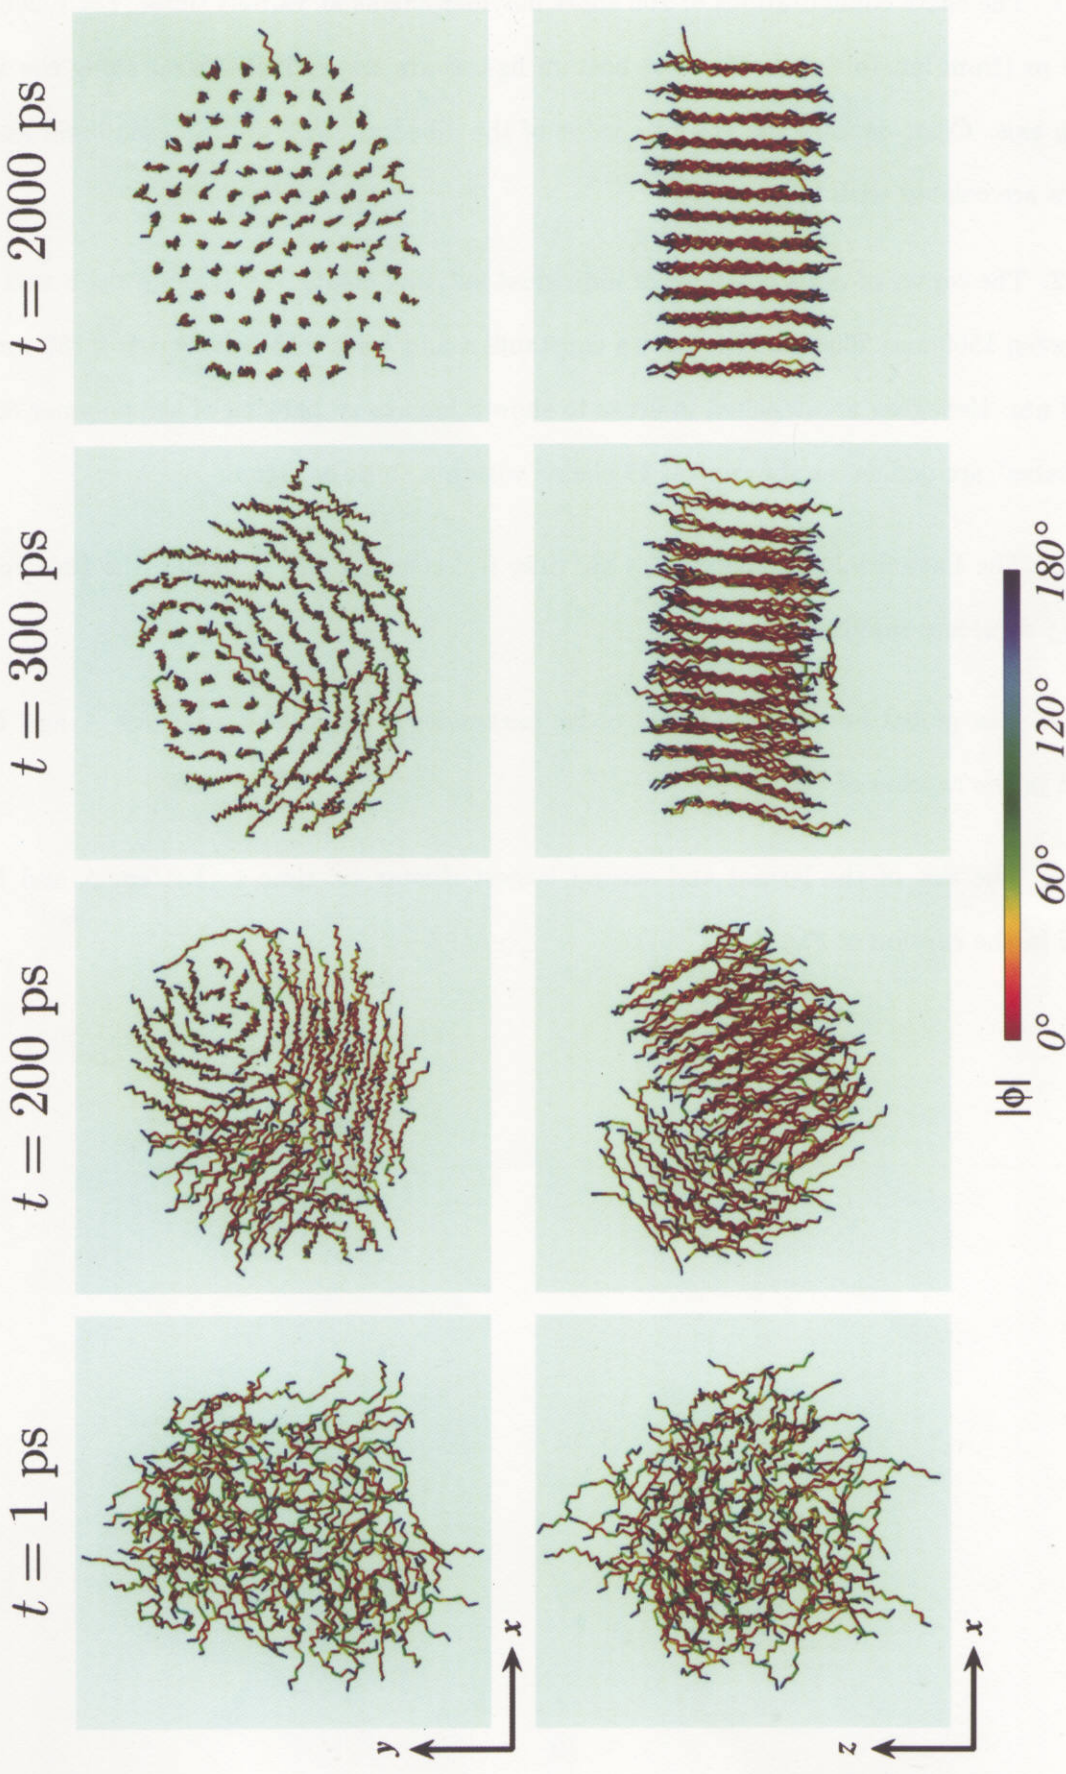 t = 1 ps
t = 200 ps
t = 300 ps
t = 2000 ps
y
x
z
x
|ϕ|
0°
60°
120°
180°